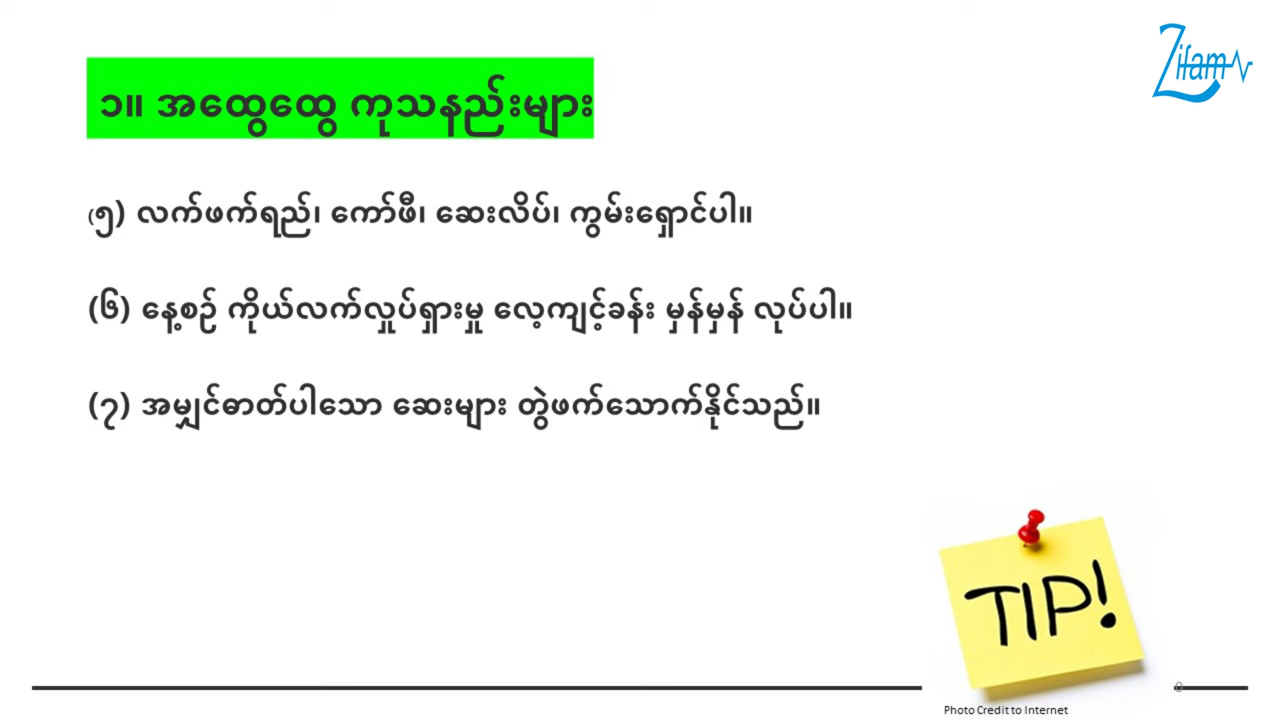 Zifam
၁။ အထွေထွေ ကုသနည်းများ
(၅) လက်ဖက်ရည်၊ ကော်ဖီ၊ ဆေးလိပ်၊ ကွမ်းရှောင်ပါ။
(၆) နေ့စဉ် ကိုယ်လက်လှုပ်ရှားမှု လေ့ကျင့်ခန်း မှန်မှန် လုပ်ပါ။
(၇) အမျှင်ဓာတ်ပါသော ဆေးများ တွဲဖက်သောက်နိုင်သည်။
TIP!
Photo Credit to Internet